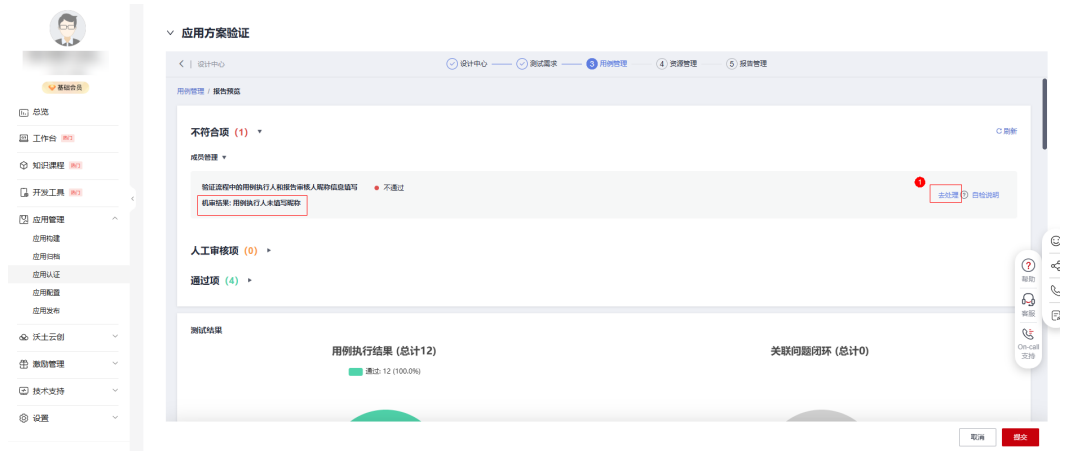 基础会员
总览
工作台 热门
知识课程 热门
开发工具 热门
应用管理
应用构建
应用归档
应用认证
应用配置
应用发布
沃土云创
激励管理
技术支持
设置
应用方案验证
设计中心
设计中心
测试需求
3 用例管理
4 资源管理
5 报告管理
用例管理 / 报告预览
不符合项 (1)
刷新
成员管理
验证流程中的用例执行人和报告审核人昵称信息填写 不通过
机审结果: 用例执行人未填写昵称
1
去处理 ? 自检说明
人工审核项 (0)
通过项 (4)
测试结果
用例执行结果 (总计12)
通过: 12 (100.0%)
关联问题闭环 (总计0)
?
帮助
客服
On-call
支持
取消
提交